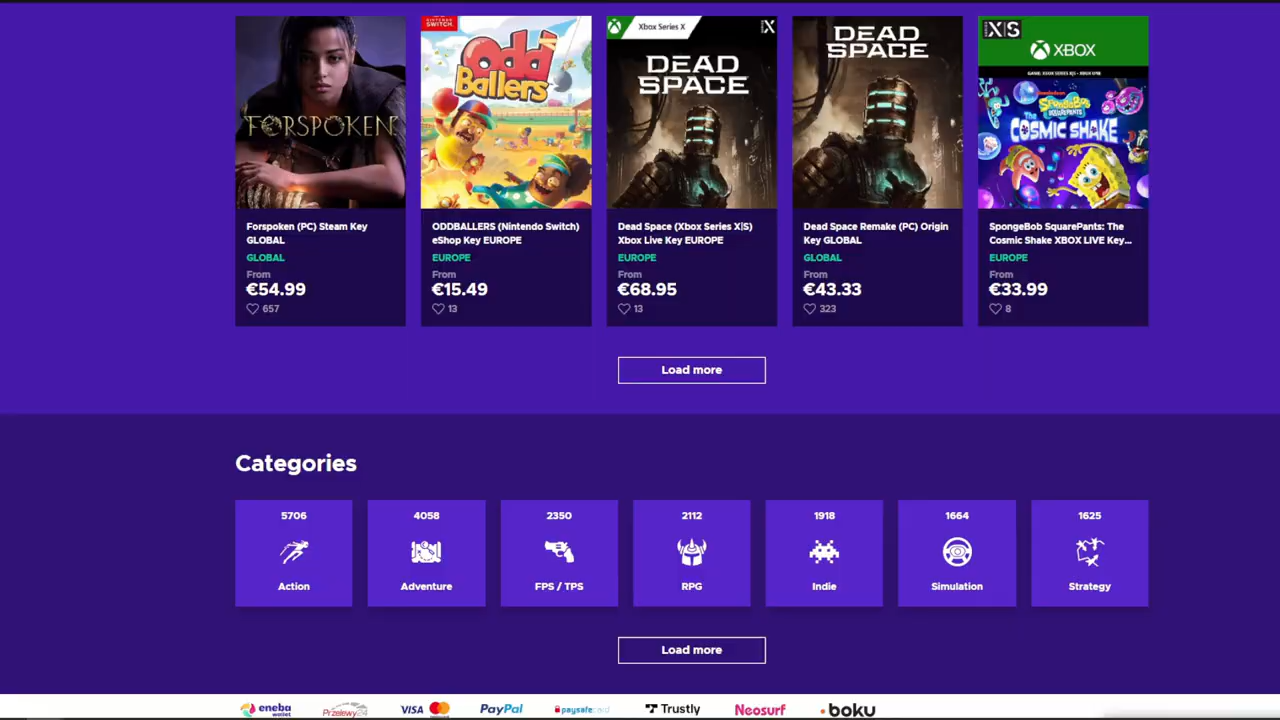 NINTENDO
SWITCH.
Xbox Series X
X
X|S
XBOX
FORSPOKEN
Odd
Ballers
DEAD
SPACE
DEAD
SPACE
SPONGEBOB
SQUAREPANTS
The
COSMIC SHAKE
Forspoken (PC) Steam Key
GLOBAL
GLOBAL
From
€54.99
657
ODDBALLERS (Nintendo Switch)
eShop Key EUROPE
EUROPE
From
€15.49
13
Dead Space (Xbox Series X|S)
Xbox Live Key EUROPE
EUROPE
From
€68.95
13
Dead Space Remake (PC) Origin
Key GLOBAL
GLOBAL
From
€43.33
323
SpongeBob SquarePants: The
Cosmic Shake XBOX LIVE Key...
EUROPE
From
€33.99
8
Load more
Categories
5706
Action
4058
Adventure
2350
FPS / TPS
2112
RPG
1918
Indie
1664
Simulation
1625
Strategy
Load more
eneba wallet
Przelewy24
VISA
PayPal
paysafecard
Trustly
Neosurf
boku